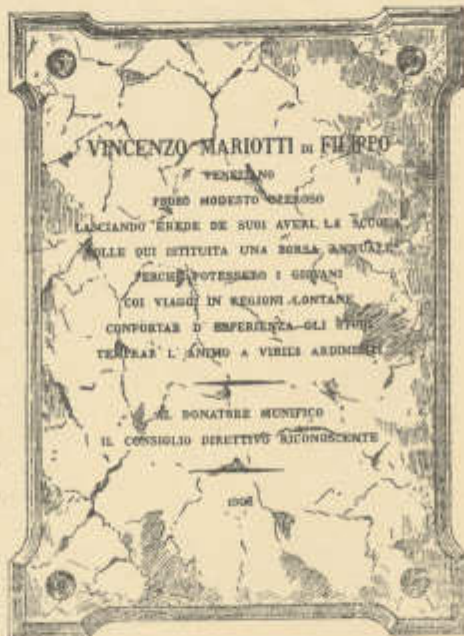 VINCENZO MARIOTTI DI FILIPPO
VENEZIANO
PROBO MODESTO OPEROSO
LASCIANDO EREDE DE SUOI AVERI LA SCUOLA
VOLLE QUI ISTITUITA UNA BORSA ANNUALE
PERCHÈ POTESSERO I GIOVANI
COI VIAGGI IN REGIONI LONTANE
CONFORTAR D ESPERIENZA GLI STUDI
TEMPRAR L' ANIMO A VIRILE ARDIMENTI
AL DONATORE MUNIFICO
IL CONSIGLIO DIRETTIVO RICONOSCENTE